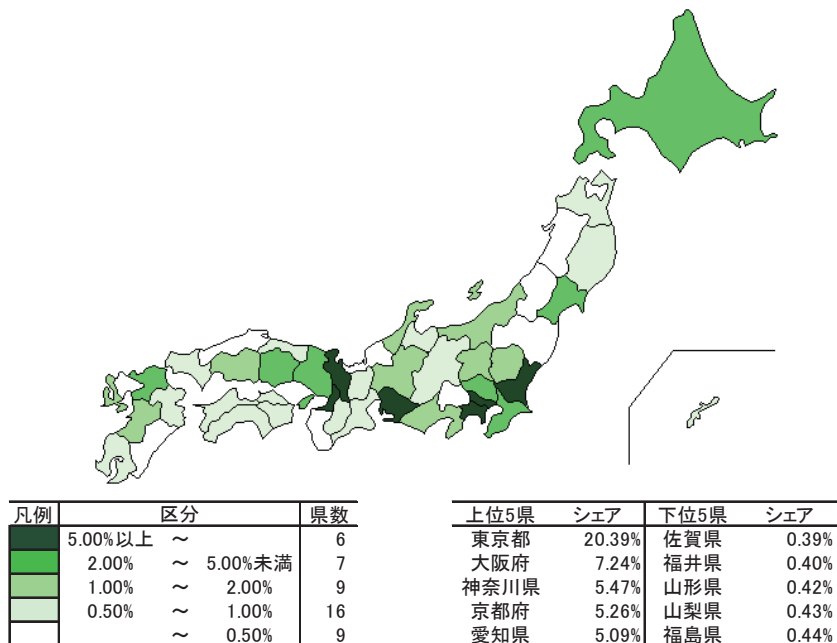 凡例 区分 県数 上位5県 シェア 下位5県 シェア
5.00%以上 ～ 6 東京都 20.39% 佐賀県 0.39%
2.00% ～ 5.00%未満 7 大阪府 7.24% 福井県 0.40%
1.00% ～ 2.00% 9 神奈川県 5.47% 山形県 0.42%
0.50% ～ 1.00% 16 京都府 5.26% 山梨県 0.43%
～ 0.50% 9 愛知県 5.09% 福島県 0.44%